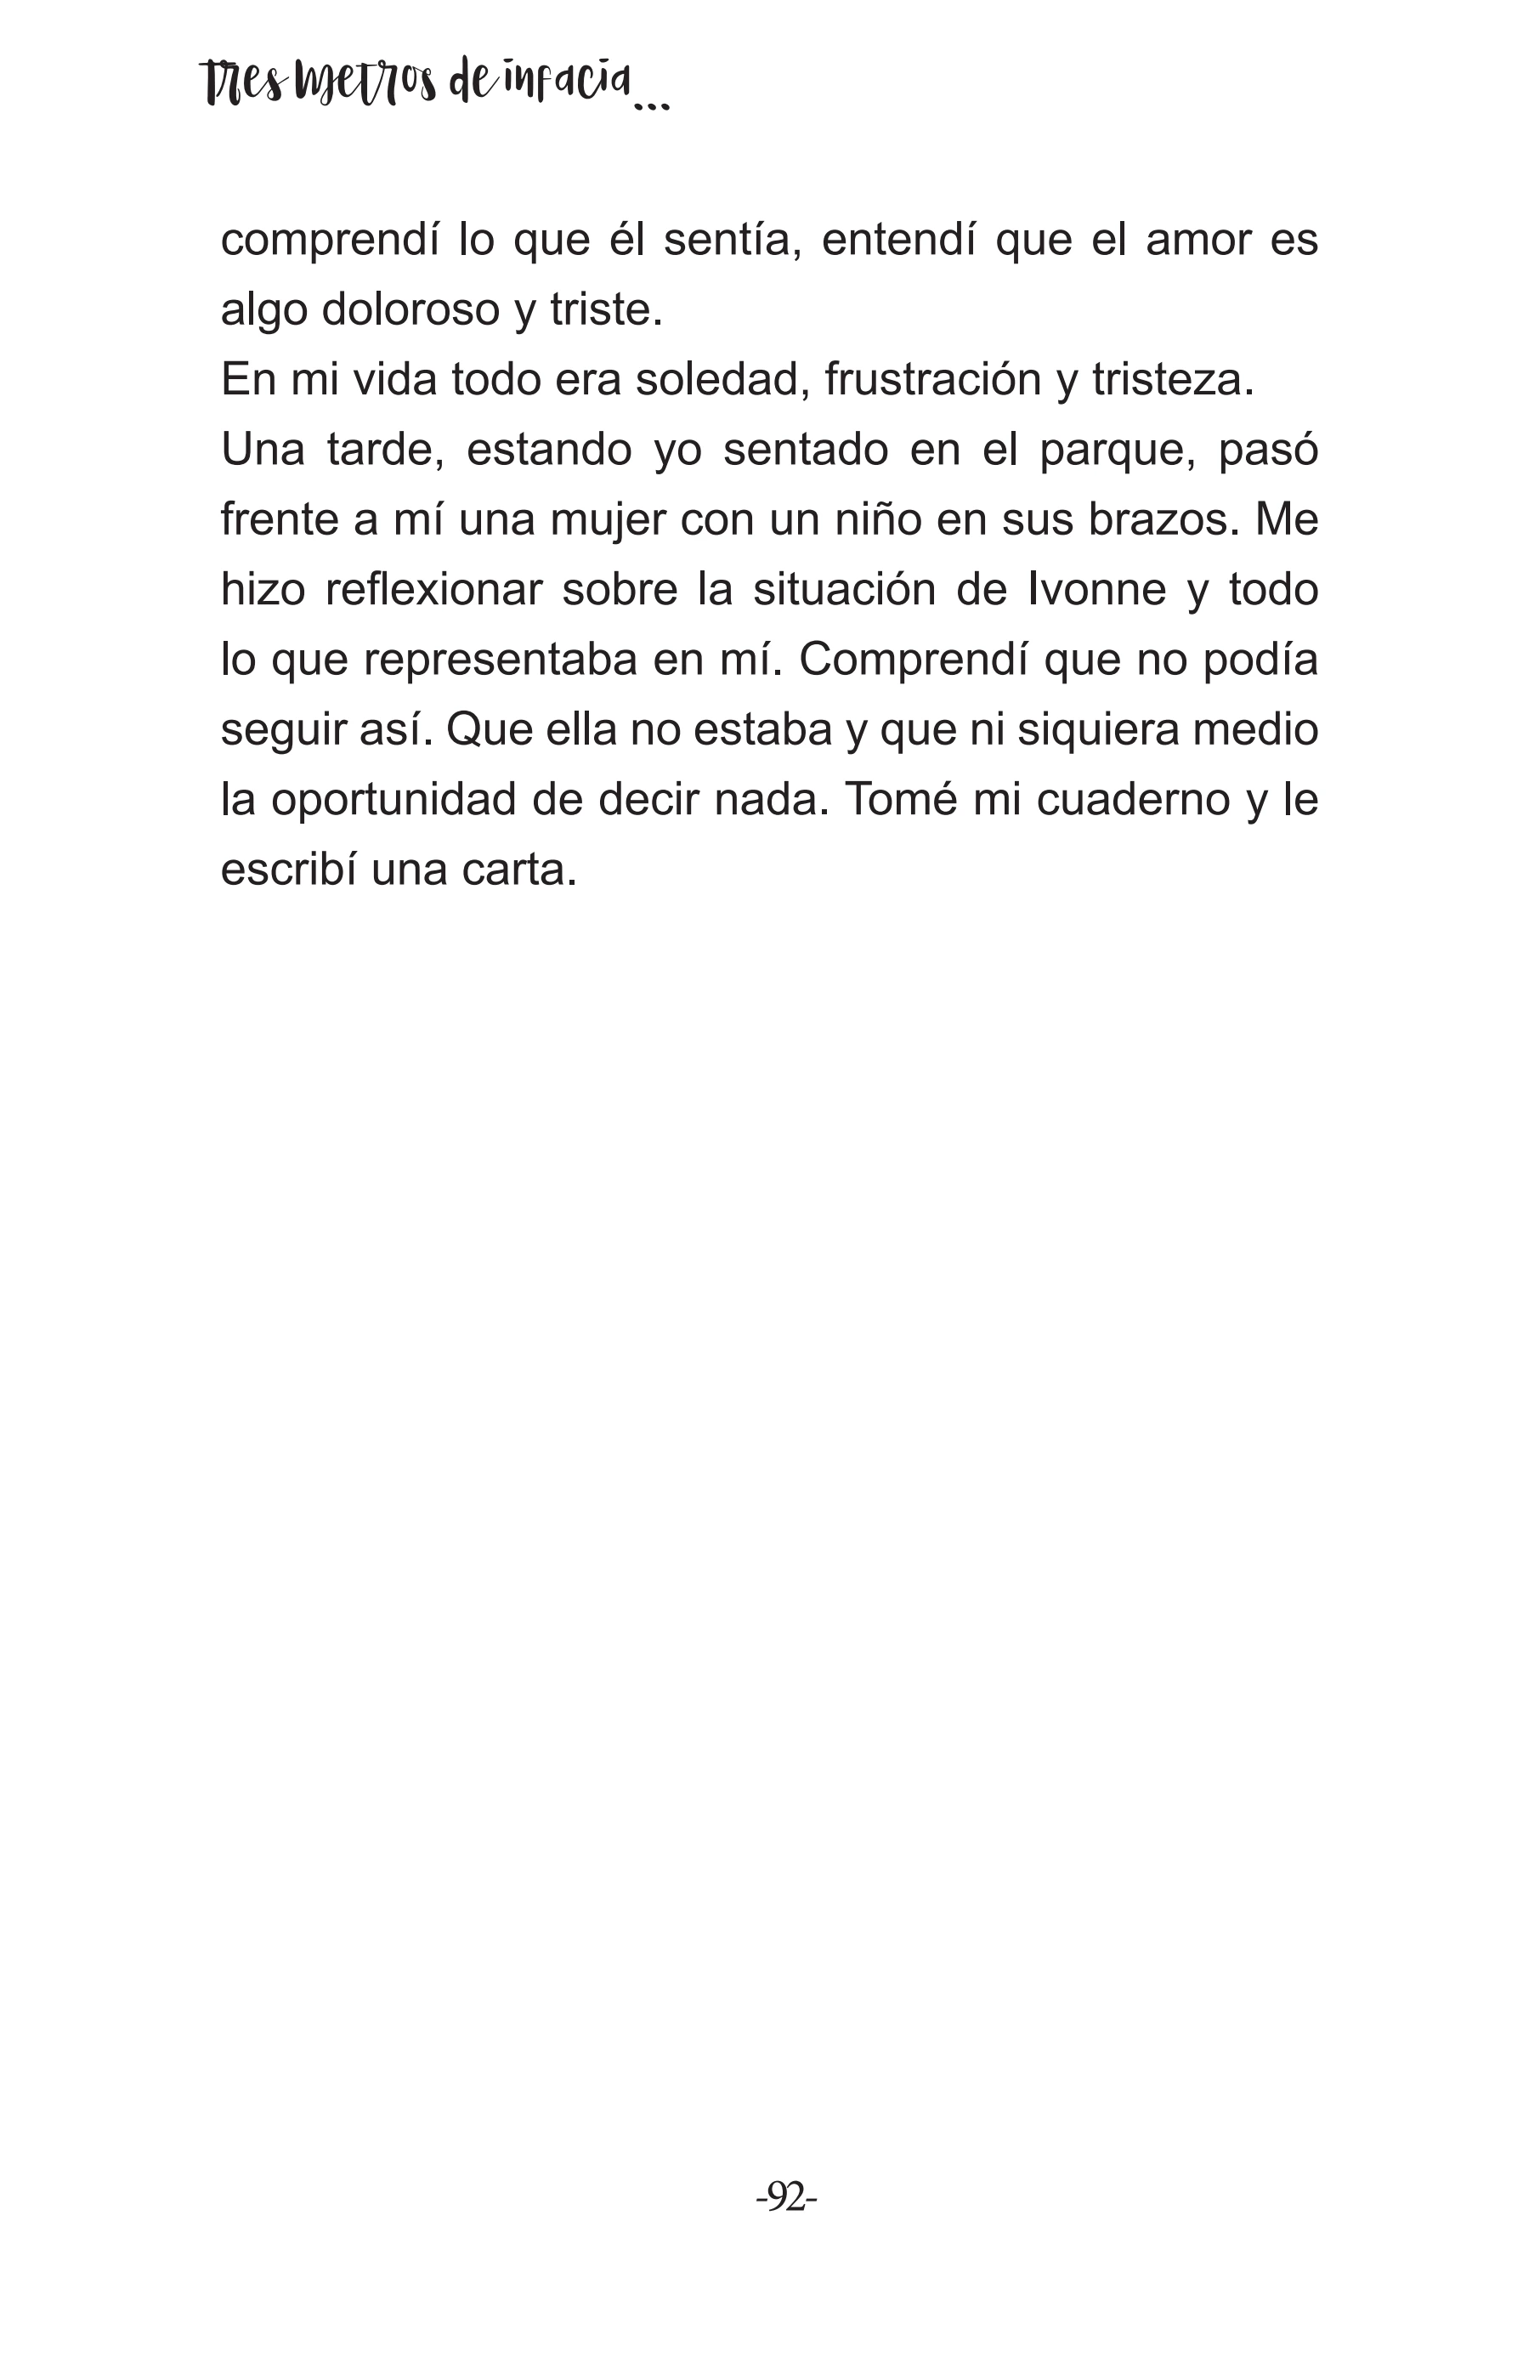 Tres metros de infacia...
comprendí lo que él sentía, entendí que el amor es
algo doloroso y triste.
En mi vida todo era soledad, frustración y tristeza.
Una tarde, estando yo sentado en el parque, pasó
frente a mí una mujer con un niño en sus brazos. Me
hizo reflexionar sobre la situación de Ivonne y todo
lo que representaba en mí. Comprendí que no podía
seguir así. Que ella no estaba y que ni siquiera medio
la oportunidad de decir nada. Tomé mi cuaderno y le
escribí una carta.
-92-